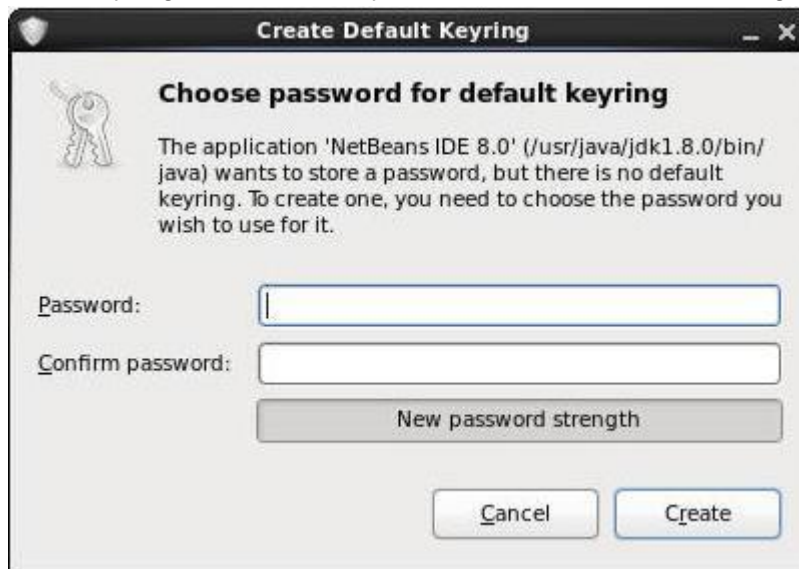 Create Default Keyring
Choose password for default keyring
The application 'NetBeans IDE 8.0' (/usr/java/jdk1.8.0/bin/
java) wants to store a password, but there is no default
keyring. To create one, you need to choose the password you
wish to use for it.
Password:
Confirm password:
New password strength
Cancel
Create